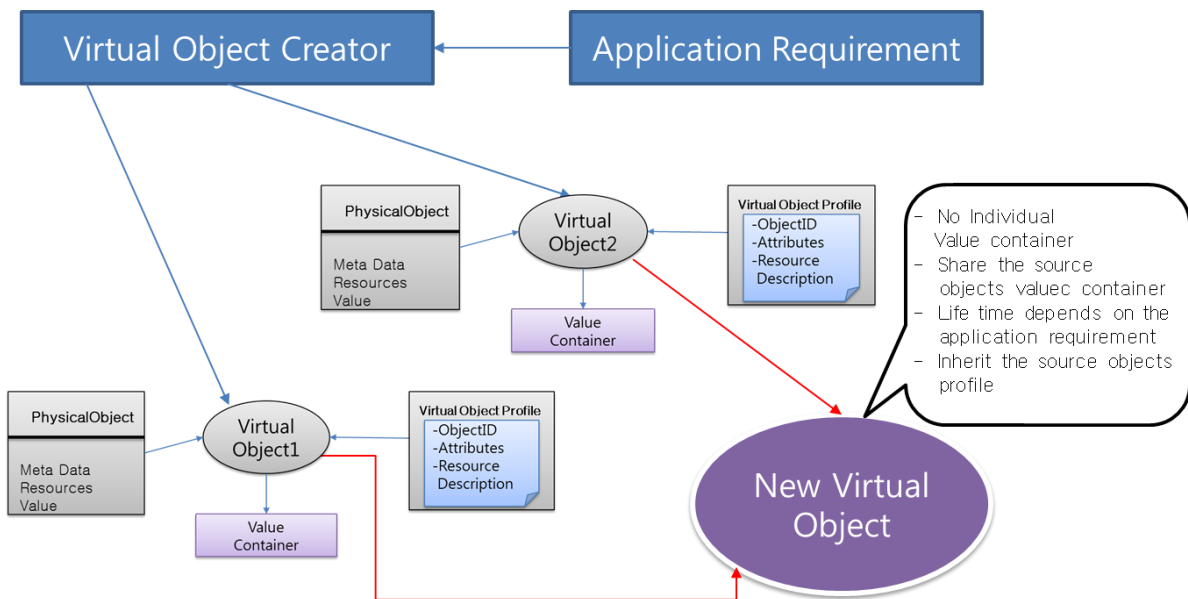 Virtual Object Creator
Application Requirement
PhysicalObject
Meta Data
Resources
Value
Virtual
Object2
Virtual Object Profile
-ObjectID
-Attributes
-Resource
Description
Value
Container
- No Individual
Value container
- Share the source
objects valuec container
- Life time depends on the
application requirement
- Inherit the source objects
profile
PhysicalObject
Meta Data
Resources
Value
Virtual
Object1
Virtual Object Profile
-ObjectID
-Attributes
-Resource
Description
Value
Container
New Virtual
Object